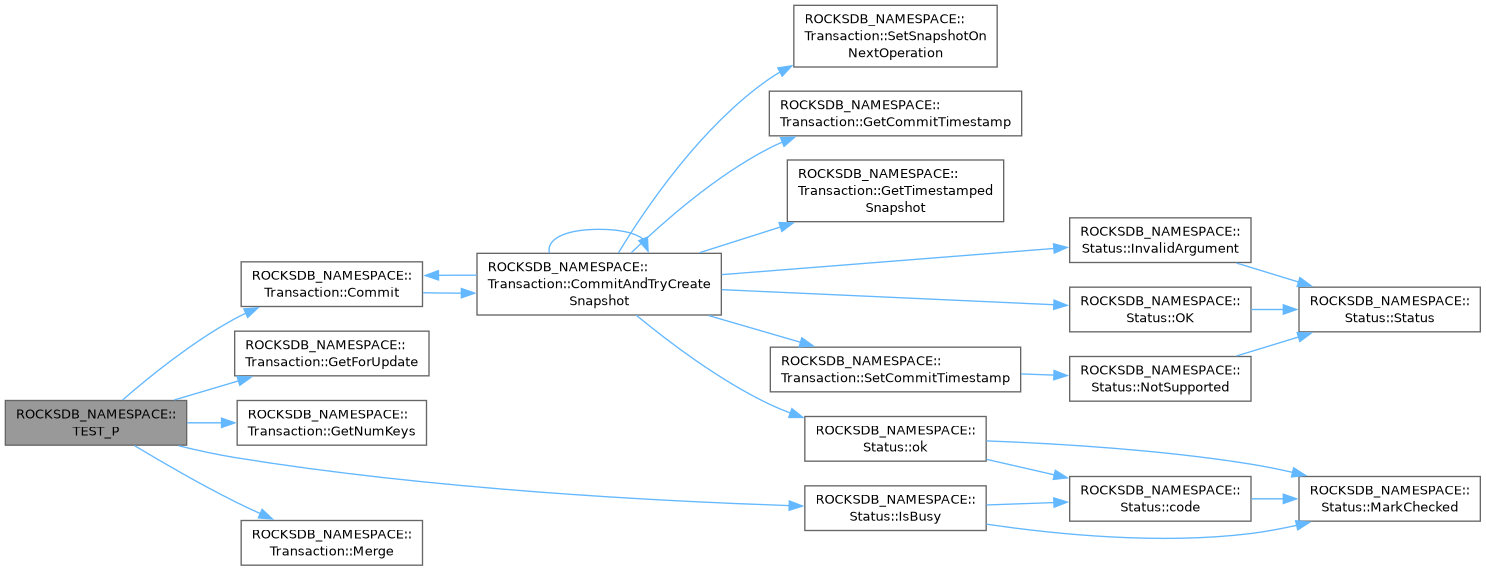 ROCKSDB_NAMESPACE::
TEST_P
ROCKSDB_NAMESPACE::
Transaction::Commit
ROCKSDB_NAMESPACE::
Transaction::GetForUpdate
ROCKSDB_NAMESPACE::
Transaction::GetNumKeys
ROCKSDB_NAMESPACE::
Transaction::Merge
ROCKSDB_NAMESPACE::
Transaction::CommitAndTryCreate
Snapshot
ROCKSDB_NAMESPACE::
Transaction::SetSnapshotOn
NextOperation
ROCKSDB_NAMESPACE::
Transaction::GetCommitTimestamp
ROCKSDB_NAMESPACE::
Transaction::GetTimestamped
Snapshot
ROCKSDB_NAMESPACE::
Transaction::SetCommitTimestamp
ROCKSDB_NAMESPACE::
Status::ok
ROCKSDB_NAMESPACE::
Status::IsBusy
ROCKSDB_NAMESPACE::
Status::InvalidArgument
ROCKSDB_NAMESPACE::
Status::OK
ROCKSDB_NAMESPACE::
Status::NotSupported
ROCKSDB_NAMESPACE::
Status::code
ROCKSDB_NAMESPACE::
Status::Status
ROCKSDB_NAMESPACE::
Status::MarkChecked